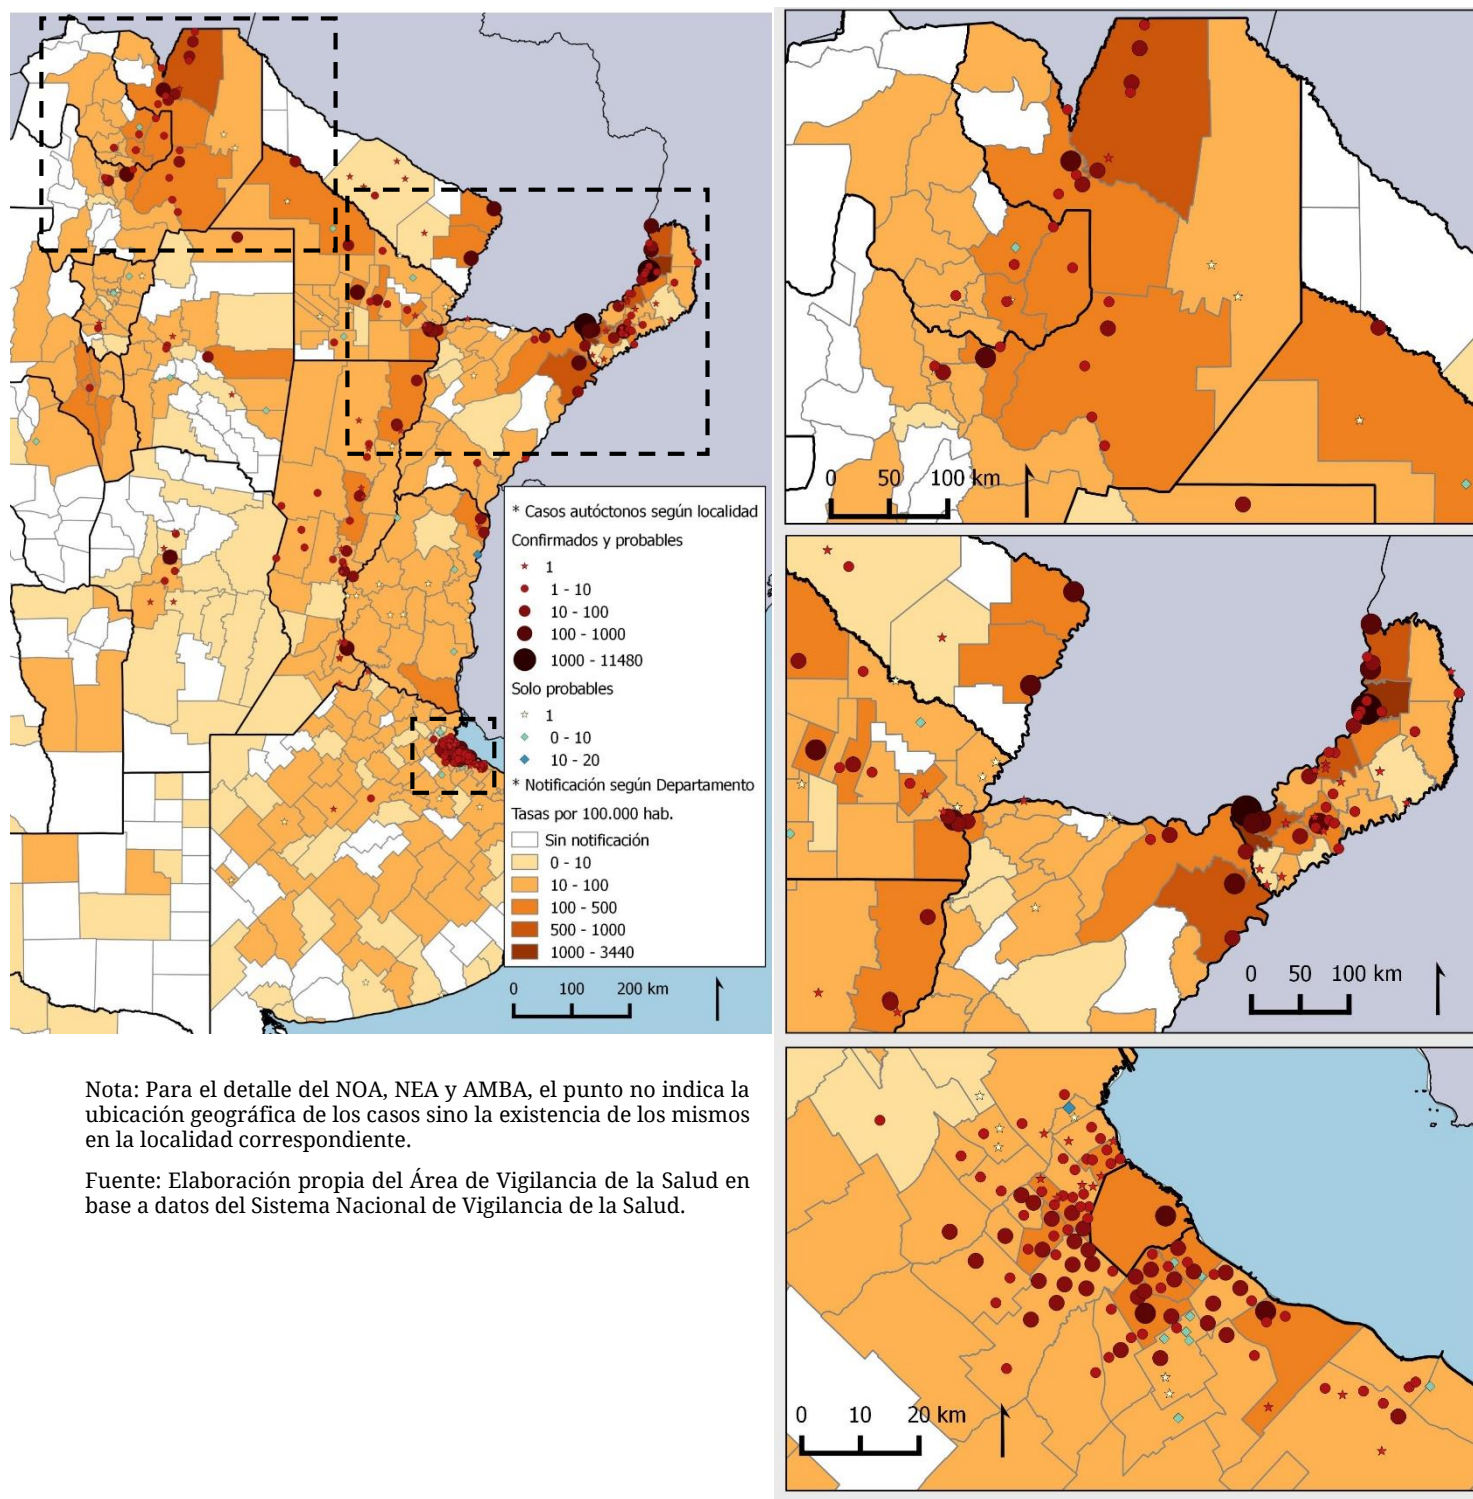 * Casos autóctonos según localidad
Confirmados y probables
1
1 - 10
10 - 100
100 - 1000
1000 - 11480
Solo probables
1
0 - 10
10 - 20
* Notificación según Departamento
Tasas por 100.000 hab.
Sin notificación
0 - 10
10 - 100
100 - 500
500 - 1000
1000 - 3440
0 100 200 km
0 50 100 km
0 50 100 km
0 10 20 km
Nota: Para el detalle del NOA, NEA y AMBA, el punto no indica la
ubicación geográfica de los casos sino la existencia de los mismos
en la localidad correspondiente.
Fuente: Elaboración propia del Área de Vigilancia de la Salud en
base a datos del Sistema Nacional de Vigilancia de la Salud.